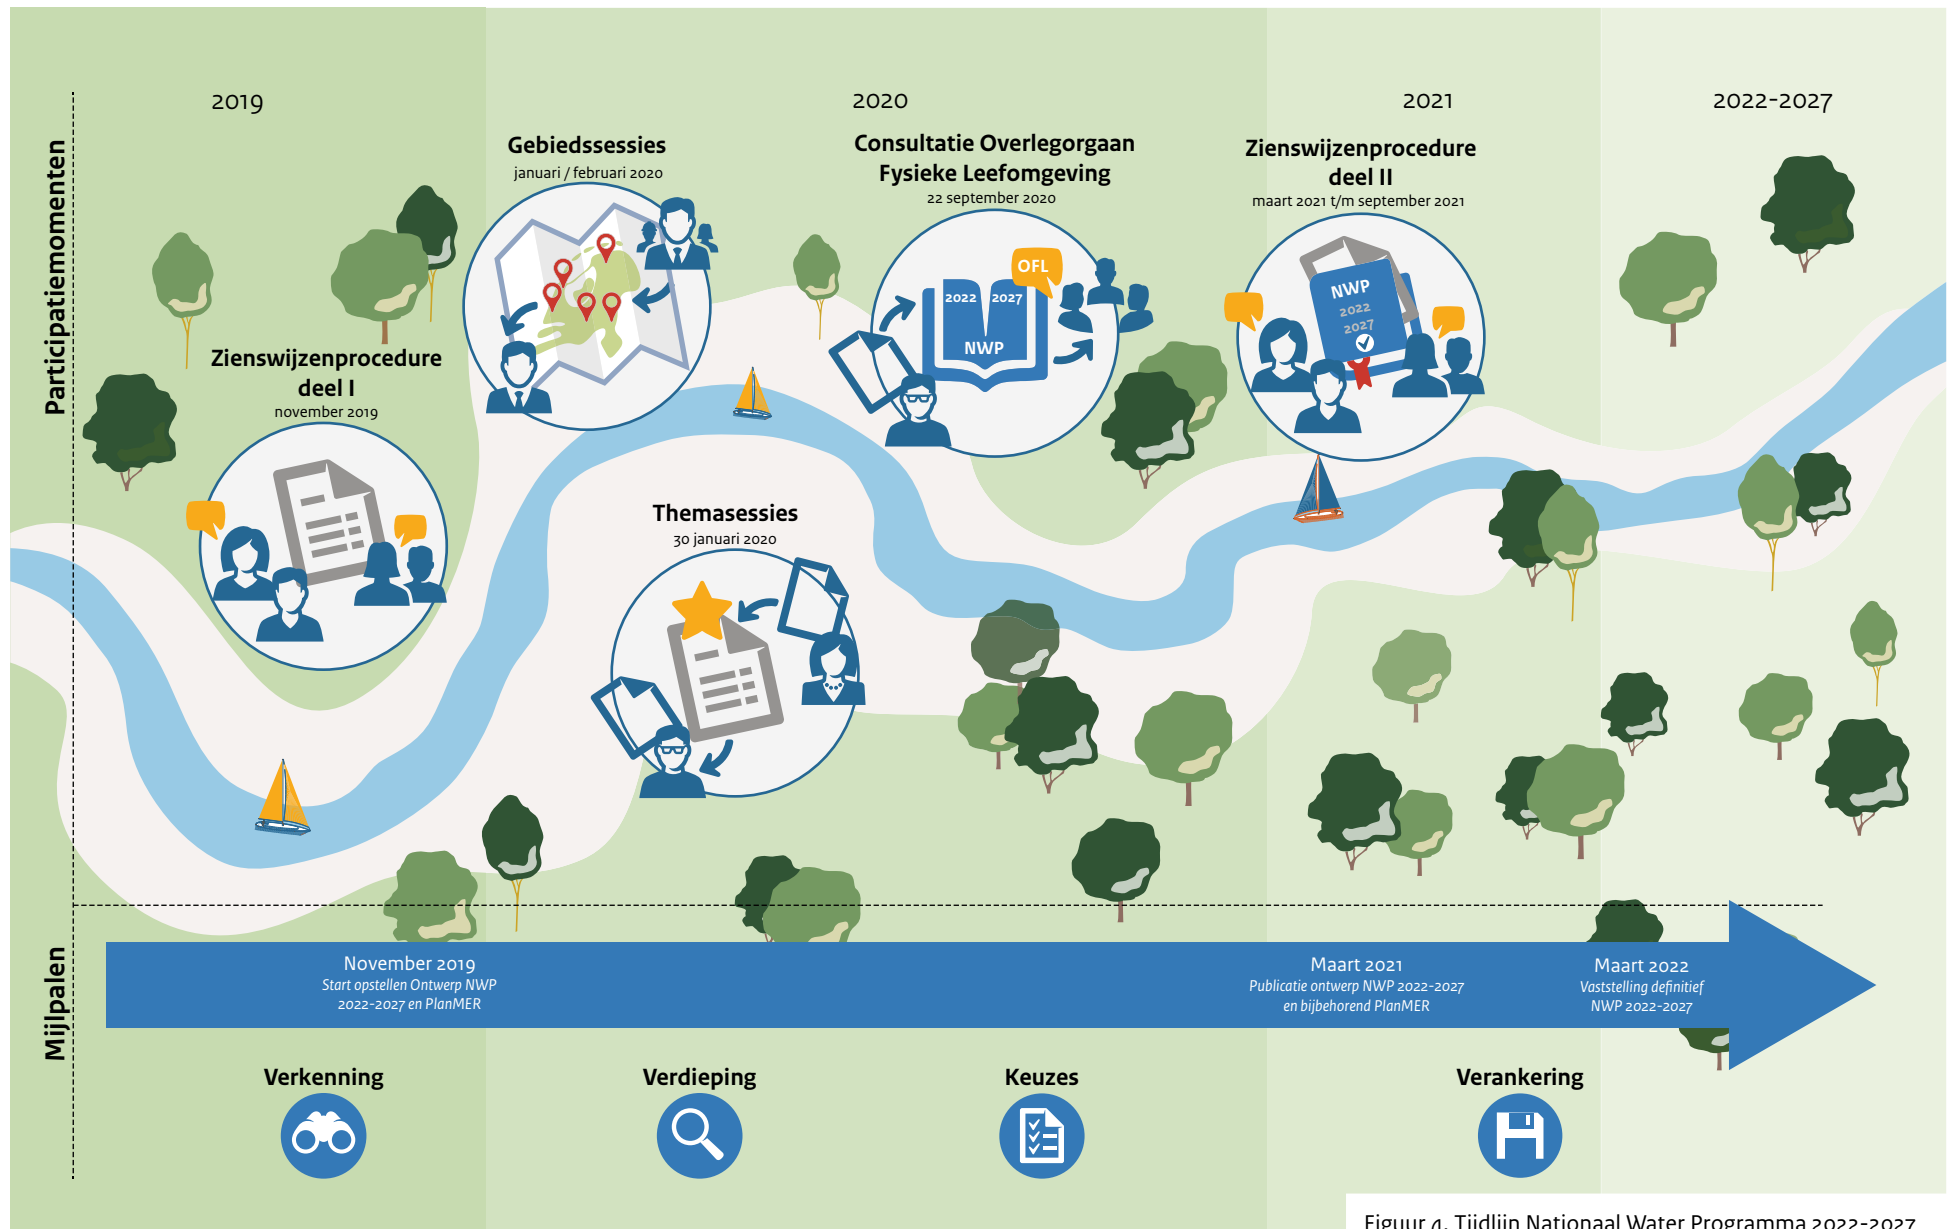 2019
2020
2021
2022-2027
Participatiemomenten
Zienswijzenprocedure
deel I
november 2019
Gebiedssessies
januari / februari 2020
Themasessies
30 januari 2020
Consultatie Overlegorgaan
Fysieke Leefomgeving
22 september 2020
OFL
2022 2027
NWP
Zienswijzenprocedure
deel II
maart 2021 t/m september 2021
NWP
2022
2027
Mijlpalen
November 2019
Start opstellen Ontwerp NWP
2022-2027 en PlanMER
Maart 2021
Publicatie ontwerp NWP 2022-2027
en bijbehorend PlanMER
Maart 2022
Vaststelling definitief
NWP 2022-2027
Verkenning
Verdieping
Keuzes
Verankering
Figuur 4. Tijdlijn Nationaal Water Programma 2022-2027